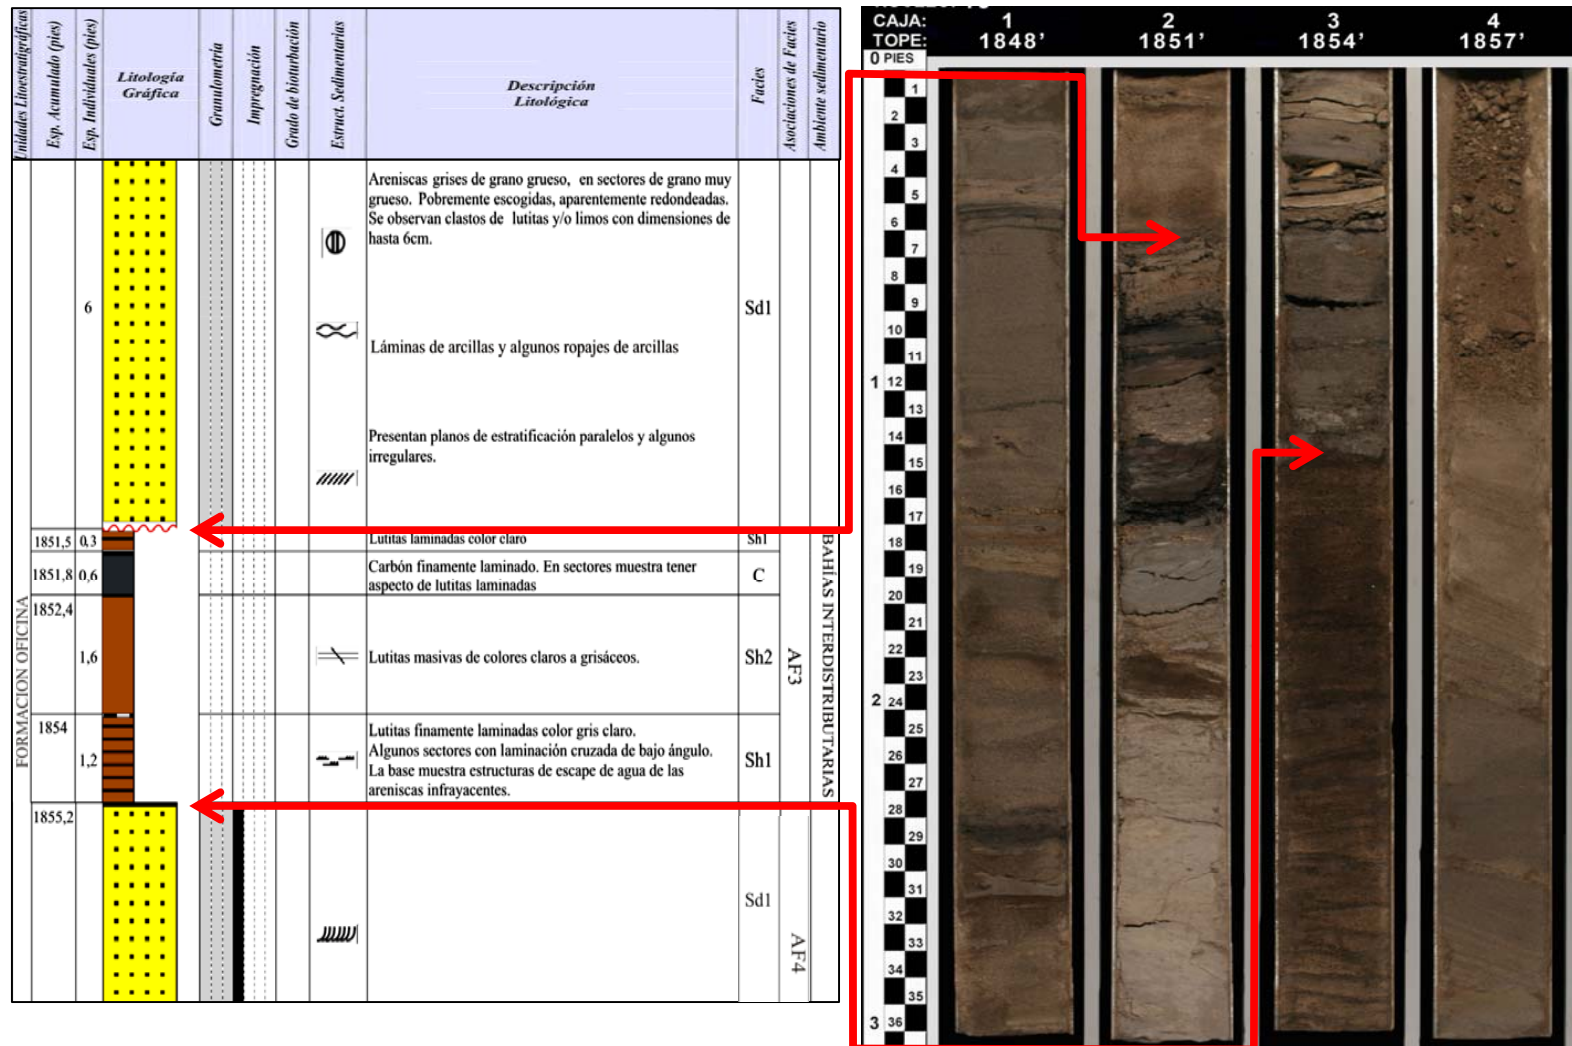 Unidades Litoestratigráficas
Esp. Acumulado (pies)
Esp. Individuales (pies)
Litología
Gráfica
Granulometría
Impregnación
Grado de bioturbación
Estruct. Sedimentarias
Descripción
Litológica
Facies
Asociaciones de Facies
Ambiente sedimentario
Areniscas grises de grano grueso, en sectores de grano muy
grueso. Pobremente escogidas, aparentemente redondeadas.
Se observan clastos de lutitas y/o limos con dimensiones de
hasta 6cm.
6
Sd1
Láminas de arcillas y algunos ropajes de arcillas
Presentan planos de estratificación paralelos y algunos
irregulares.
1851,5 0,3 Lutitas laminadas color claro Sh1
1851,8 0,6 Carbón finamente laminado. En sectores muestra tener
aspecto de lutitas laminadas
C
1852,4
1,6 Lutitas masivas de colores claros a grisáceos. Sh2
1854
1,2
Lutitas finamente laminadas color gris claro.
Algunos sectores con laminación cruzada de bajo ángulo.
La base muestra estructuras de escape de agua de las
areniscas infrayacentes.
Sh1
1855,2
Sd1
FORMACION OFICINA
AF3
AF4
BAHÍAS INTERDISTRIBUTARIAS
CAJA: 1 2 3 4
TOPE: 1848' 1851' 1854' 1857'
0 PIES
1
2
3
4
5
6
7
8
9
10
11
1 12
13
14
15
16
17
18
19
20
21
22
23
2 24
25
26
27
28
29
30
31
32
33
34
35
3 36